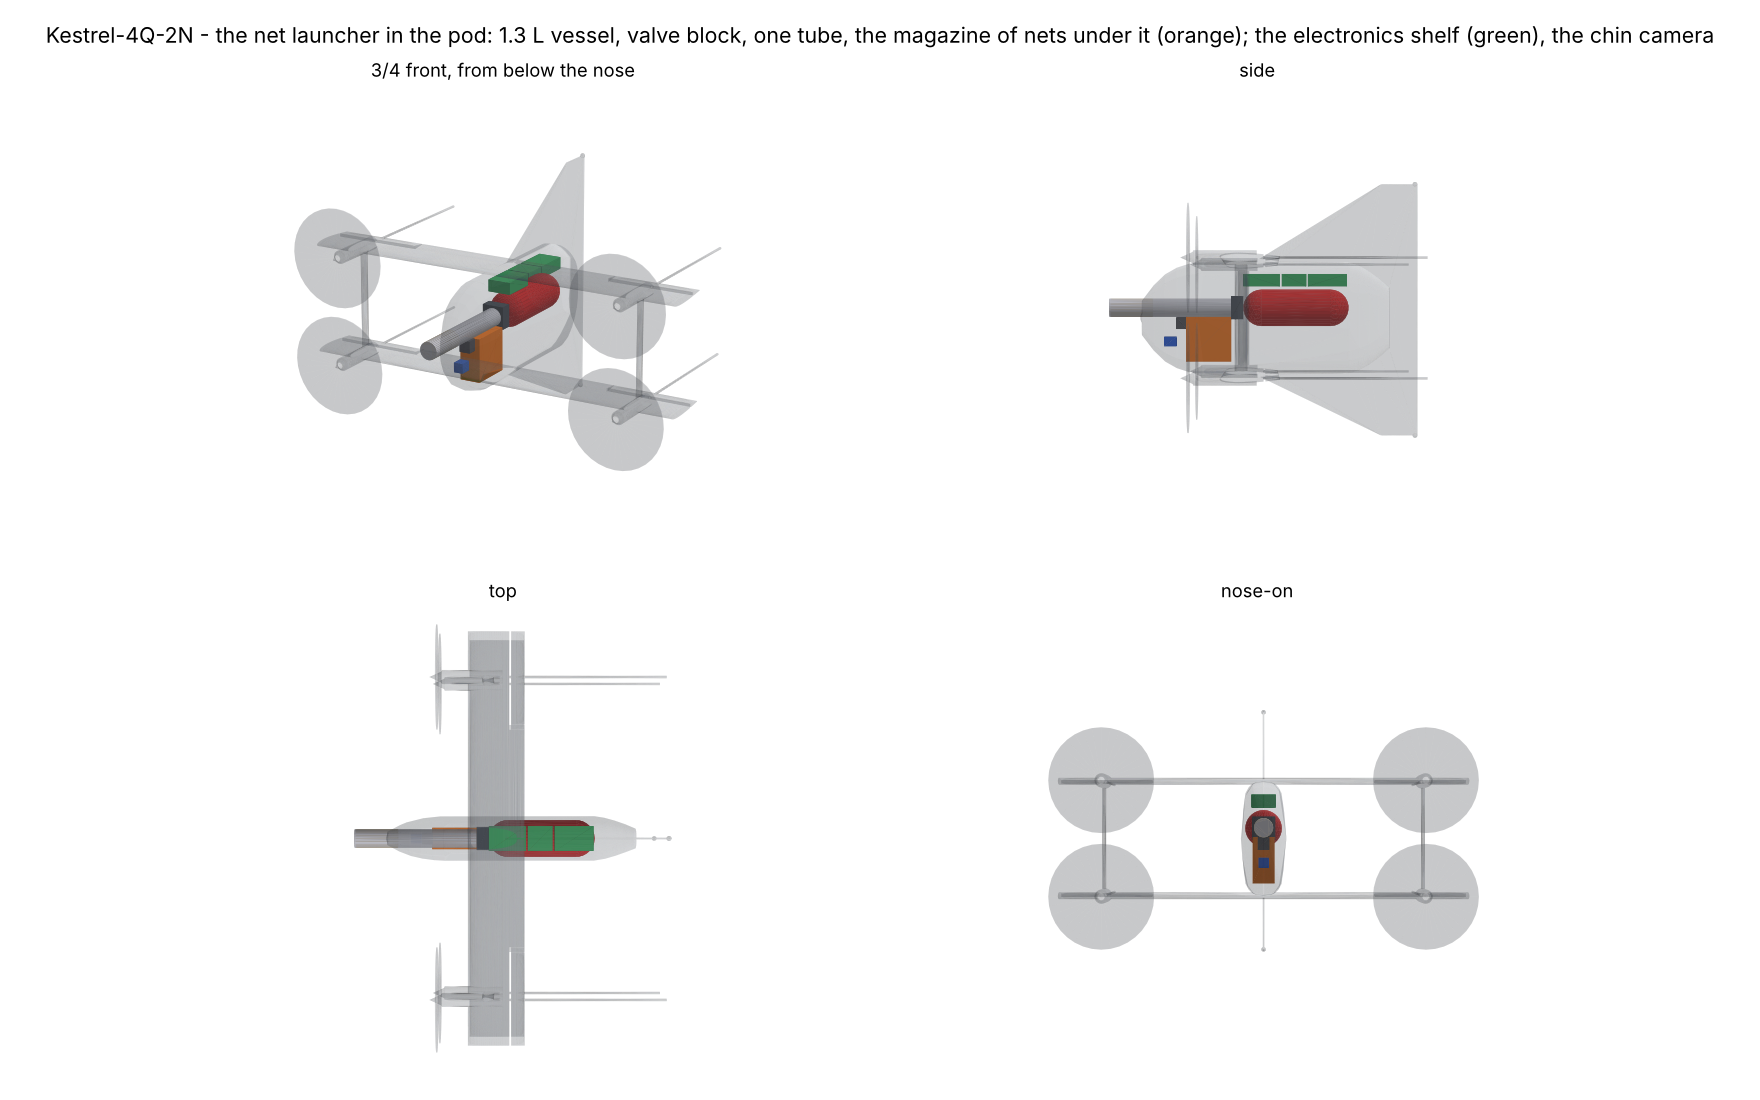 Kestrel-4Q-2N - the net launcher in the pod: 1.3 L vessel, valve block, one tube, the magazine of nets under it (orange); the electronics shelf (green), the chin camera
3/4 front, from below the nose
side
top
nose-on